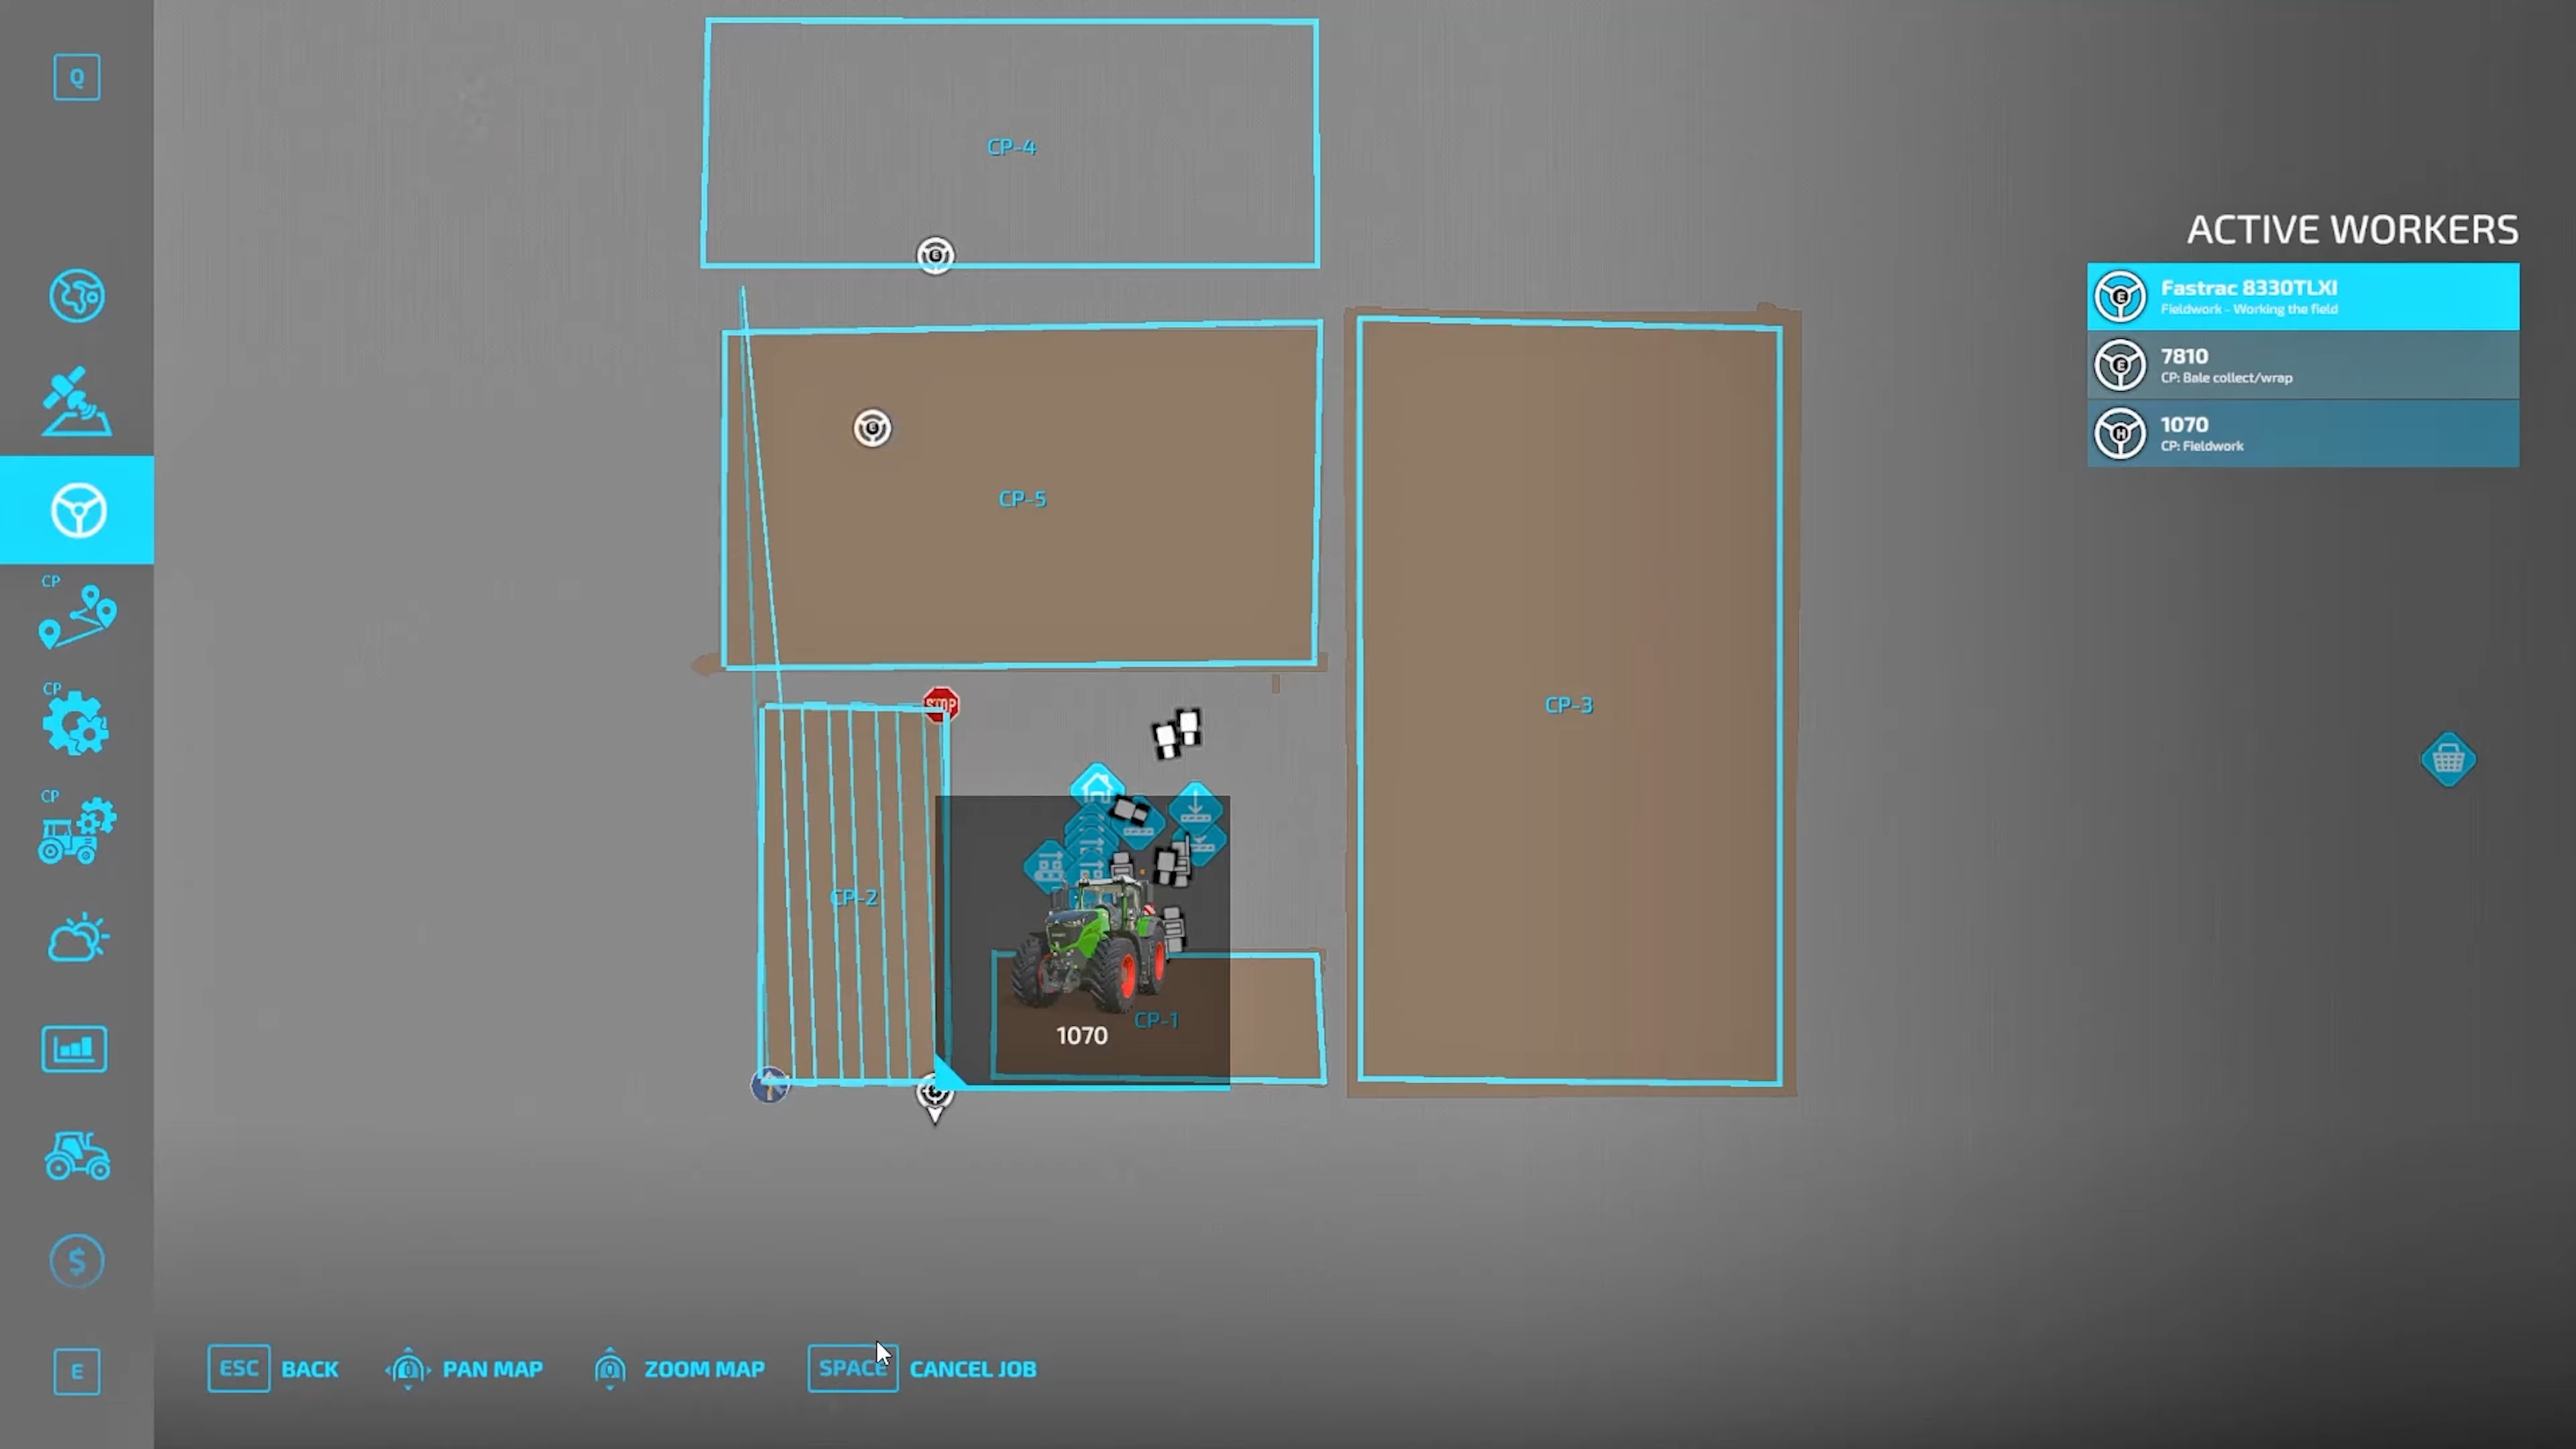 Q
CP-4
ACTIVE WORKERS
Fastrac 8330TLXI
Fieldwork - Working the field
7810
CP: Bale collect/wrap
1070
CP: Fieldwork
CP-5
CP
CP
CP-3
STOP
CP
CP-2
CP-1
1070
E
ESC BACK
PAN MAP
ZOOM MAP
SPACE CANCEL JOB